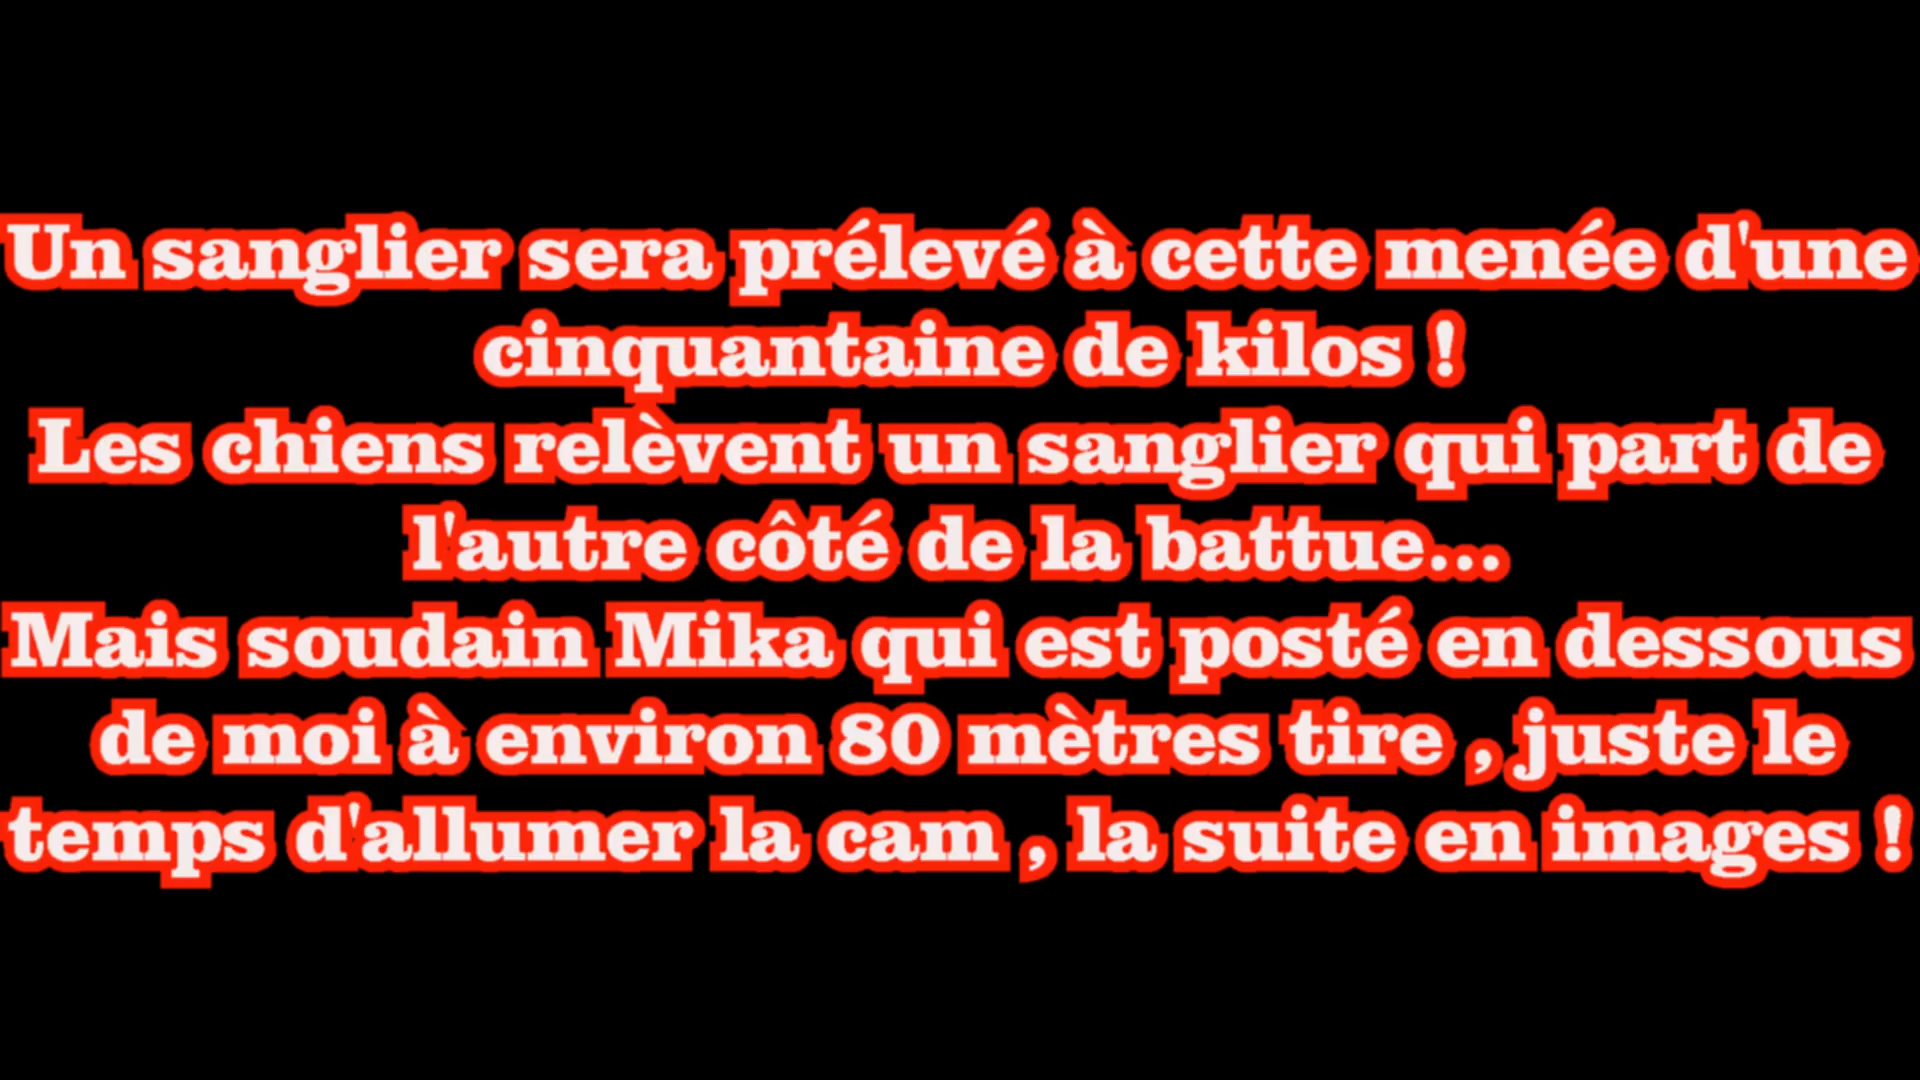 Un sanglier sera prélevé à cette menée d'une
cinquantaine de kilos !
Les chiens relèvent un sanglier qui part de
l'autre côté de la battue...
Mais soudain Mika qui est posté en dessous
de moi à environ 80 mètres tire , juste le
temps d'allumer la cam , la suite en images !